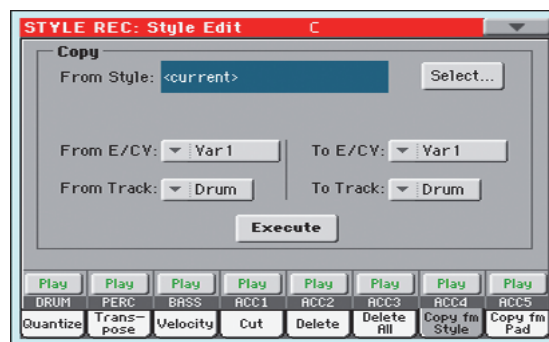 STYLE REC: Style Edit C
Copy
From Style: <current> Select...
From E/CV: Var1 To E/CV: Var1
From Track: Drum To Track: Drum
Execute
Play Play Play Play Play Play Play Play
DRUM PERC BASS ACC1 ACC2 ACC3 ACC4 ACC5
Quantize Trans-pose Velocity Cut Delete Delete All Copy fm Style Copy fm Pad